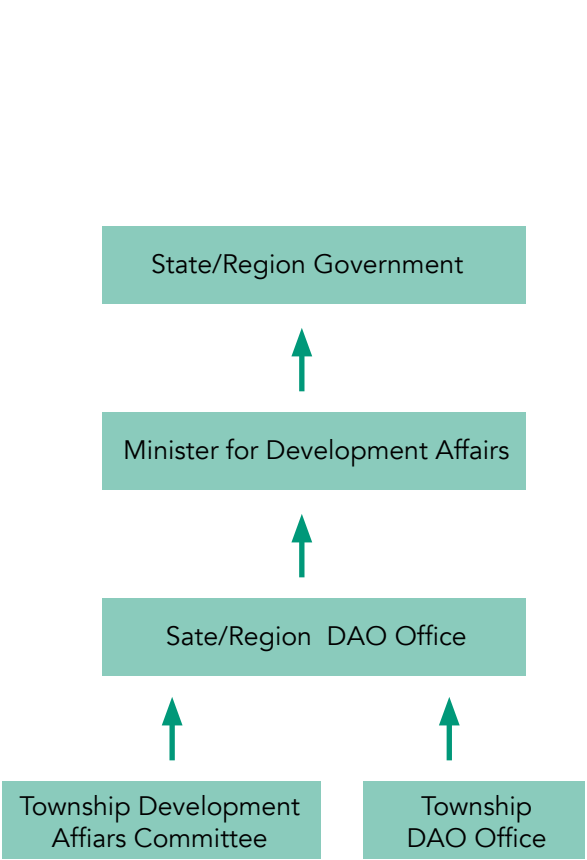 State/Region Government
Minister for Development Affairs
Sate/Region DAO Office
Township Development
Affiars Committee
Township
DAO Office